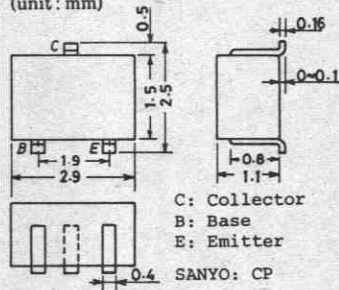 (unit: mm)
0.5
0.16
C
1.5
2.5
0~0.1
B
E
1.9
2.9
0.8
1.1
C: Collector
B: Base
E: Emitter
0.4
SANYO: CP